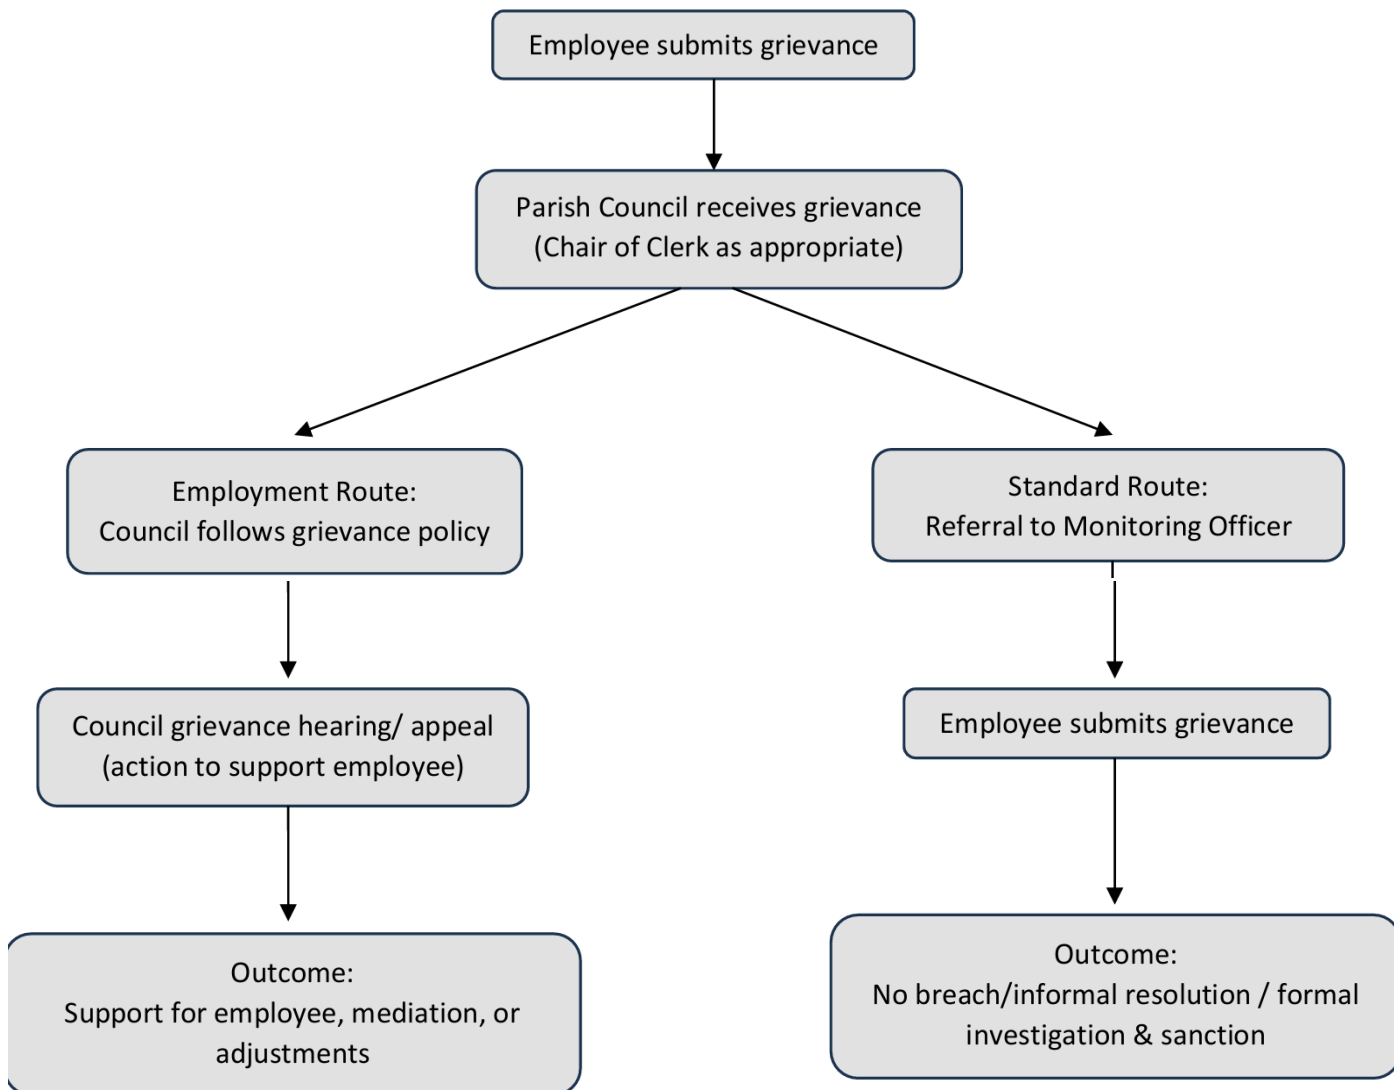 Employee submits grievance
Parish Council receives grievance
(Chair of Clerk as appropriate)
Employment Route:
Council follows grievance policy
Standard Route:
Referral to Monitoring Officer
Council grievance hearing/ appeal
(action to support employee)
Employee submits grievance
Outcome:
Support for employee, mediation, or
adjustments
Outcome:
No breach/informal resolution / formal
investigation & sanction